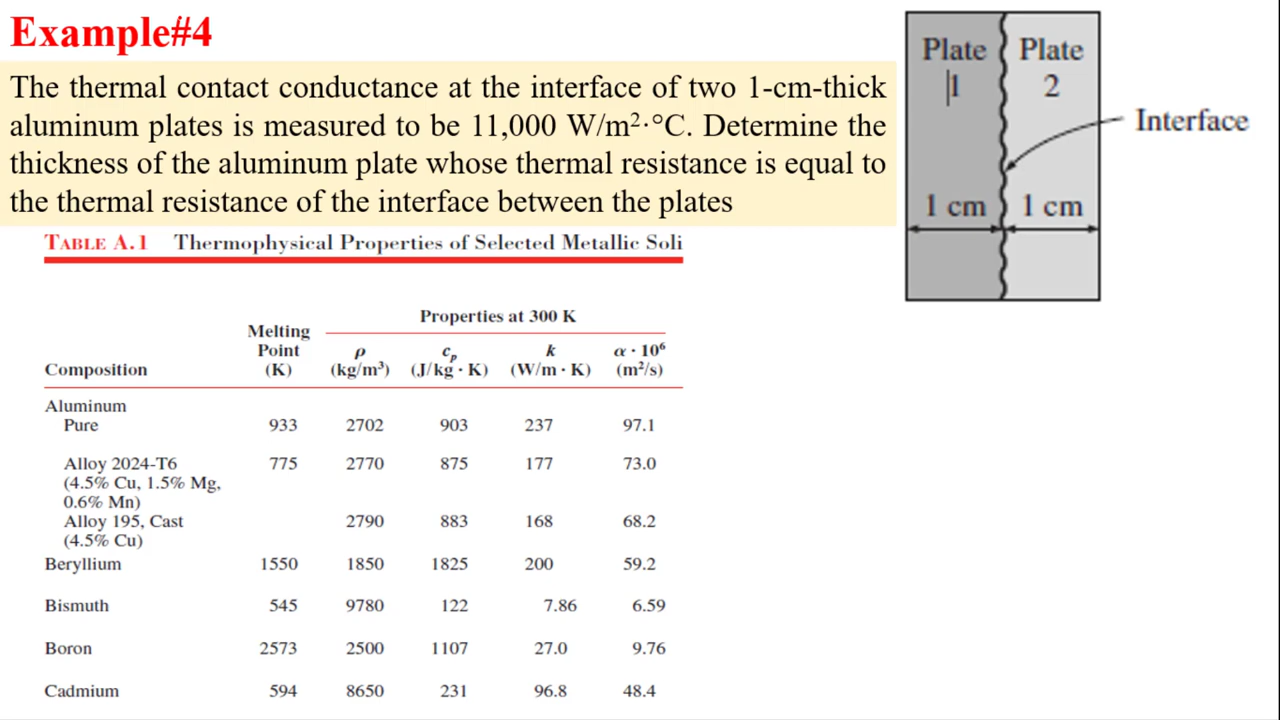 Example#4
The thermal contact conductance at the interface of two 1-cm-thick
aluminum plates is measured to be 11,000 W/m²·°C. Determine the
thickness of the aluminum plate whose thermal resistance is equal to
the thermal resistance of the interface between the plates
Plate Plate
1 2
Interface
1 cm 1 cm
TABLE A.1 Thermophysical Properties of Selected Metallic Soli
Properties at 300 K
Melting
Point ρ cp k α · 10⁶
Composition (K) (kg/m³) (J/kg · K) (W/m · K) (m²/s)
Aluminum
Pure 933 2702 903 237 97.1
Alloy 2024-T6 775 2770 875 177 73.0
(4.5% Cu, 1.5% Mg,
0.6% Mn)
Alloy 195, Cast 2790 883 168 68.2
(4.5% Cu)
Beryllium 1550 1850 1825 200 59.2
Bismuth 545 9780 122 7.86 6.59
Boron 2573 2500 1107 27.0 9.76
Cadmium 594 8650 231 96.8 48.4